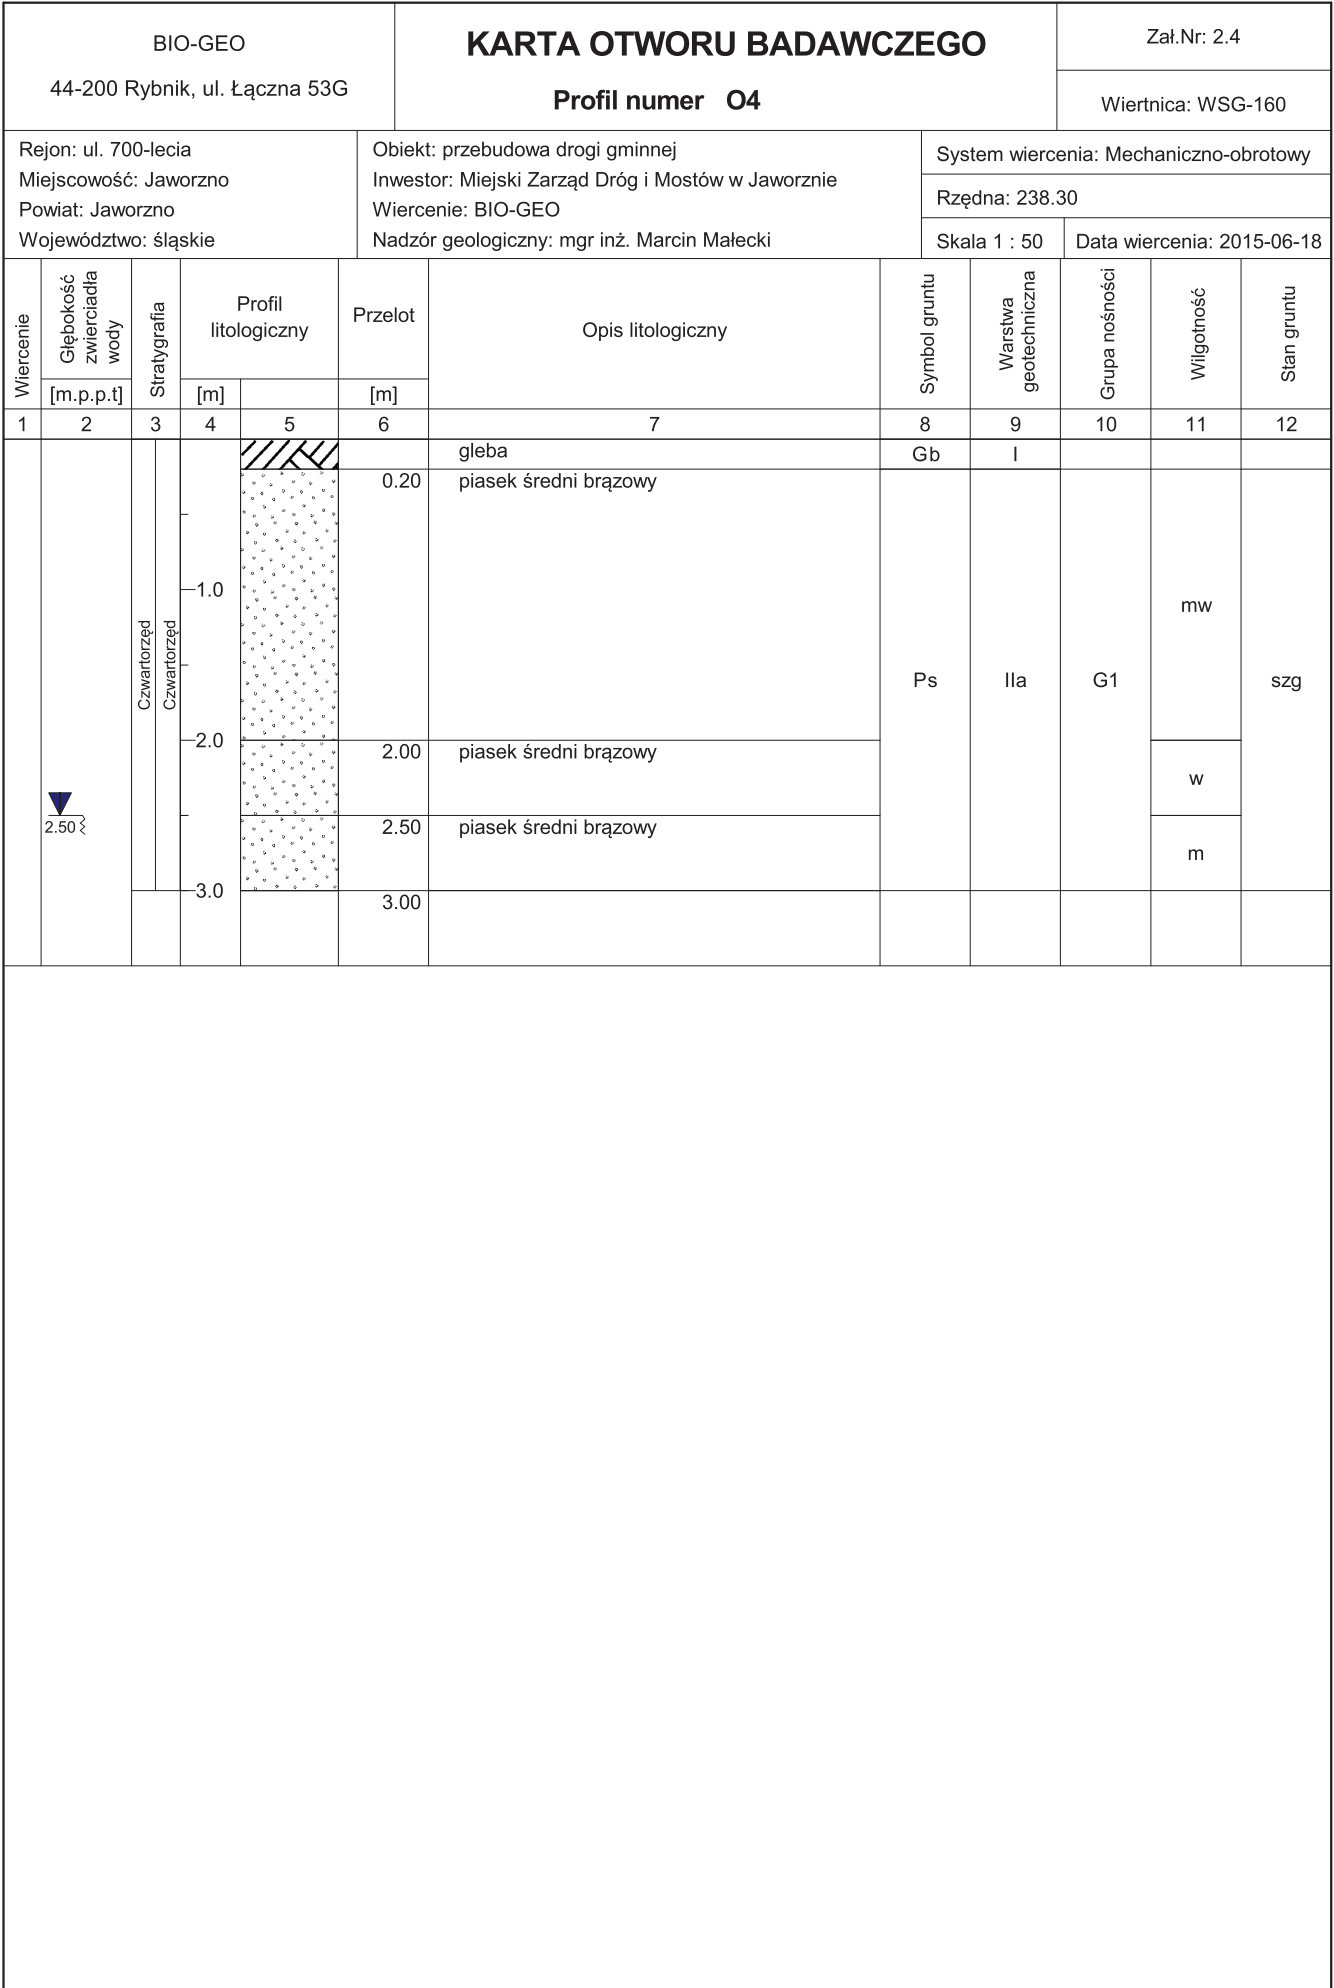 BIO-GEO
44-200 Rybnik, ul. Łączna 53G
KARTA OTWORU BADAWCZEGO
Profil numer O4
Zał.Nr: 2.4
Wiertnica: WSG-160
Rejon: ul. 700-lecia
Miejscowość: Jaworzno
Powiat: Jaworzno
Województwo: śląskie
Obiekt: przebudowa drogi gminnej
Inwestor: Miejski Zarząd Dróg i Mostów w Jaworznie
Wiercenie: BIO-GEO
Nadzór geologiczny: mgr inż. Marcin Małecki
System wiercenia: Mechaniczno-obrotowy
Rzędna: 238.30
Skala 1 : 50
Data wiercenia: 2015-06-18
Wiercenie
Głębokość
zwierciadła
wody
[m.p.p.t]
Stratygrafia
Profil
litologiczny
[m]
Przelot
[m]
Opis litologiczny
Symbol gruntu
Warstwa
geotechniczna
Grupa nośności
Wilgotność
Stan gruntu
1 2 3 4 5 6 7 8 9 10 11 12
gleba Gb I
0.20 piasek średni brązowy
1.0
mw
Czwartorzęd
Czwartorzęd
Ps IIa G1 szg
2.0
2.00 piasek średni brązowy
w
2.50
2.50 piasek średni brązowy
m
3.0
3.00